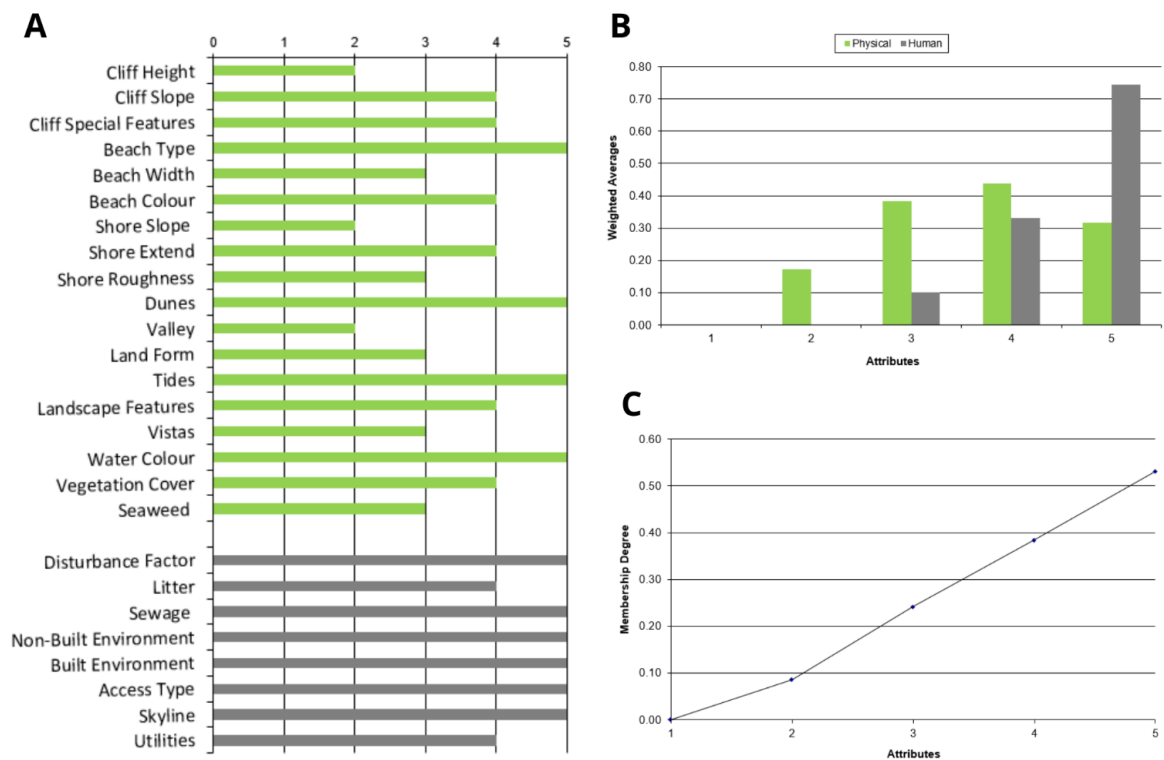 A
0 1 2 3 4 5
Cliff Height
Cliff Slope
Cliff Special Features
Beach Type
Beach Width
Beach Colour
Shore Slope
Shore Extend
Shore Roughness
Dunes
Valley
Land Form
Tides
Landscape Features
Vistas
Water Colour
Vegetation Cover
Seaweed
Disturbance Factor
Litter
Sewage
Non-Built Environment
Built Environment
Access Type
Skyline
Utilities
B
Physical Human
Weighted Averages
0.80
0.70
0.60
0.50
0.40
0.30
0.20
0.10
0.00
1 2 3 4 5
Attributes
C
Membership Degree
0.60
0.50
0.40
0.30
0.20
0.10
0.00
1 2 3 4 5
Attributes